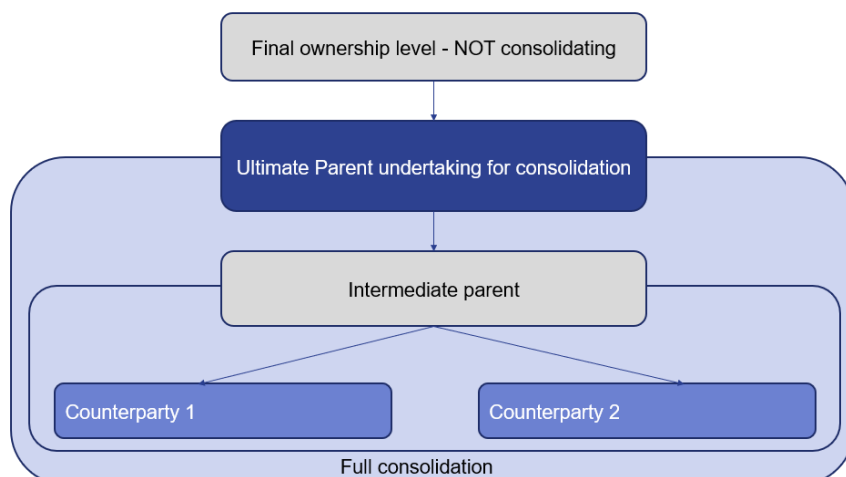 Final ownership level - NOT consolidating
Ultimate Parent undertaking for consolidation
Intermediate parent
Counterparty 1
Counterparty 2
Full consolidation